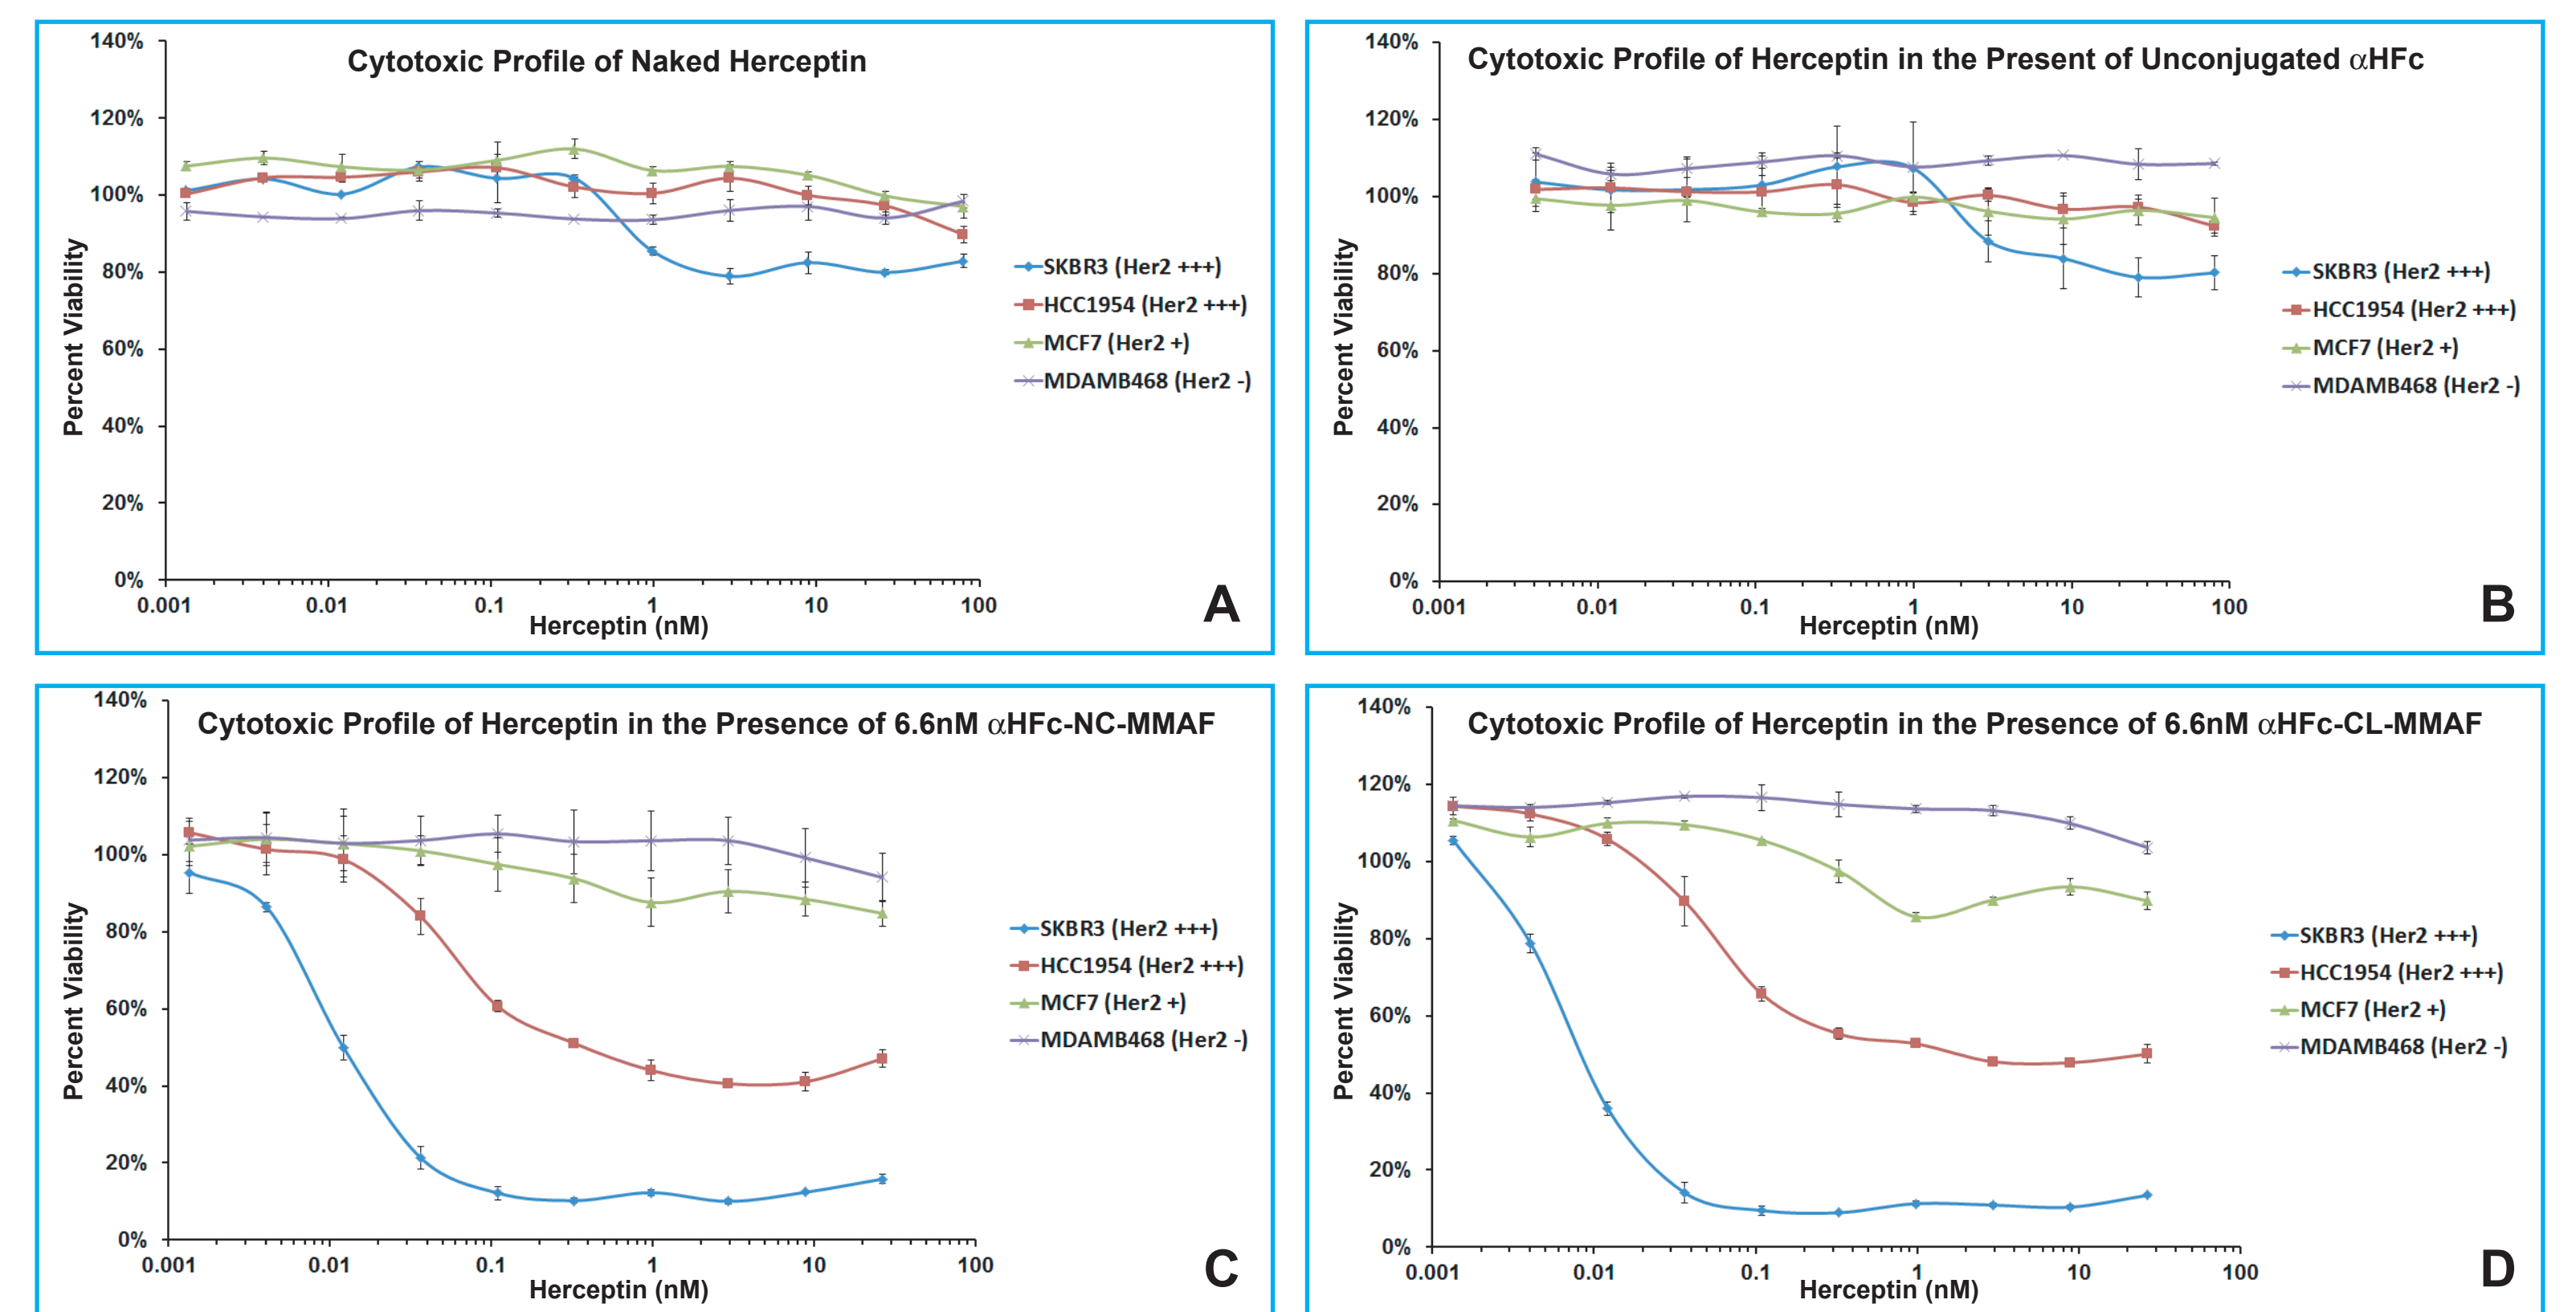 Cytotoxic Profile of Naked Herceptin
140%
120%
100%
80%
60%
40%
20%
0%
Percent Viability
0.001 0.01 0.1 1 10 100
Herceptin (nM)
SKBR3 (Her2 +++)
HCC1954 (Her2 +++)
MCF7 (Her2 +)
MDAMB468 (Her2 -)
A
Cytotoxic Profile of Herceptin in the Present of Unconjugated αHFc
140%
120%
100%
80%
60%
40%
20%
0%
Percent Viability
0.001 0.01 0.1 1 10 100
Herceptin (nM)
SKBR3 (Her2 +++)
HCC1954 (Her2 +++)
MCF7 (Her2 +)
MDAMB468 (Her2 -)
B
Cytotoxic Profile of Herceptin in the Presence of 6.6nM αHFc-NC-MMAF
140%
120%
100%
80%
60%
40%
20%
0%
Percent Viability
0.001 0.01 0.1 1 10 100
Herceptin (nM)
SKBR3 (Her2 +++)
HCC1954 (Her2 +++)
MCF7 (Her2 +)
MDAMB468 (Her2 -)
C
Cytotoxic Profile of Herceptin in the Presence of 6.6nM αHFc-CL-MMAF
140%
120%
100%
80%
60%
40%
20%
0%
Percent Viability
0.001 0.01 0.1 1 10 100
Herceptin (nM)
SKBR3 (Her2 +++)
HCC1954 (Her2 +++)
MCF7 (Her2 +)
MDAMB468 (Her2 -)
D